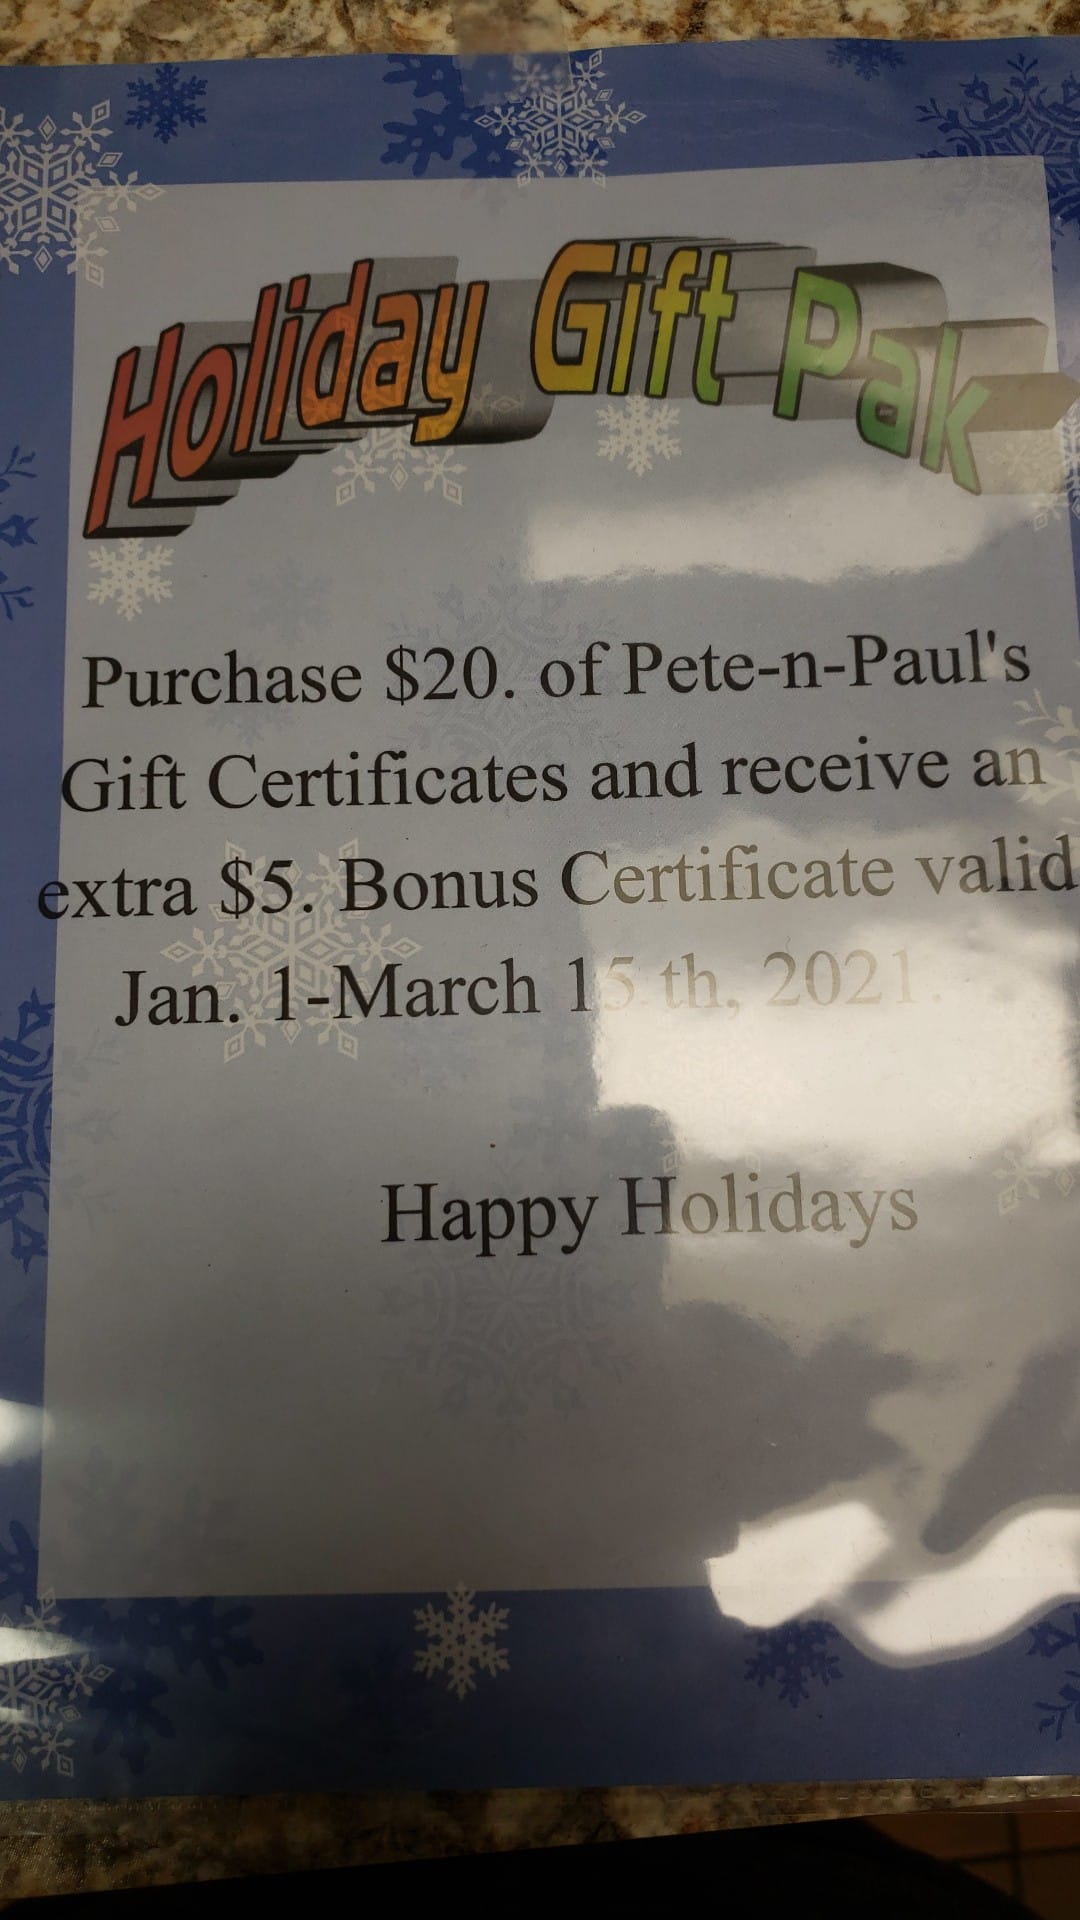 Holiday Gift Pak
Purchase $20. of Pete-n-Paul's
Gift Certificates and receive an
extra $5. Bonus Certificate valid
Jan. 1-March 15 th, 2021.
Happy Holidays